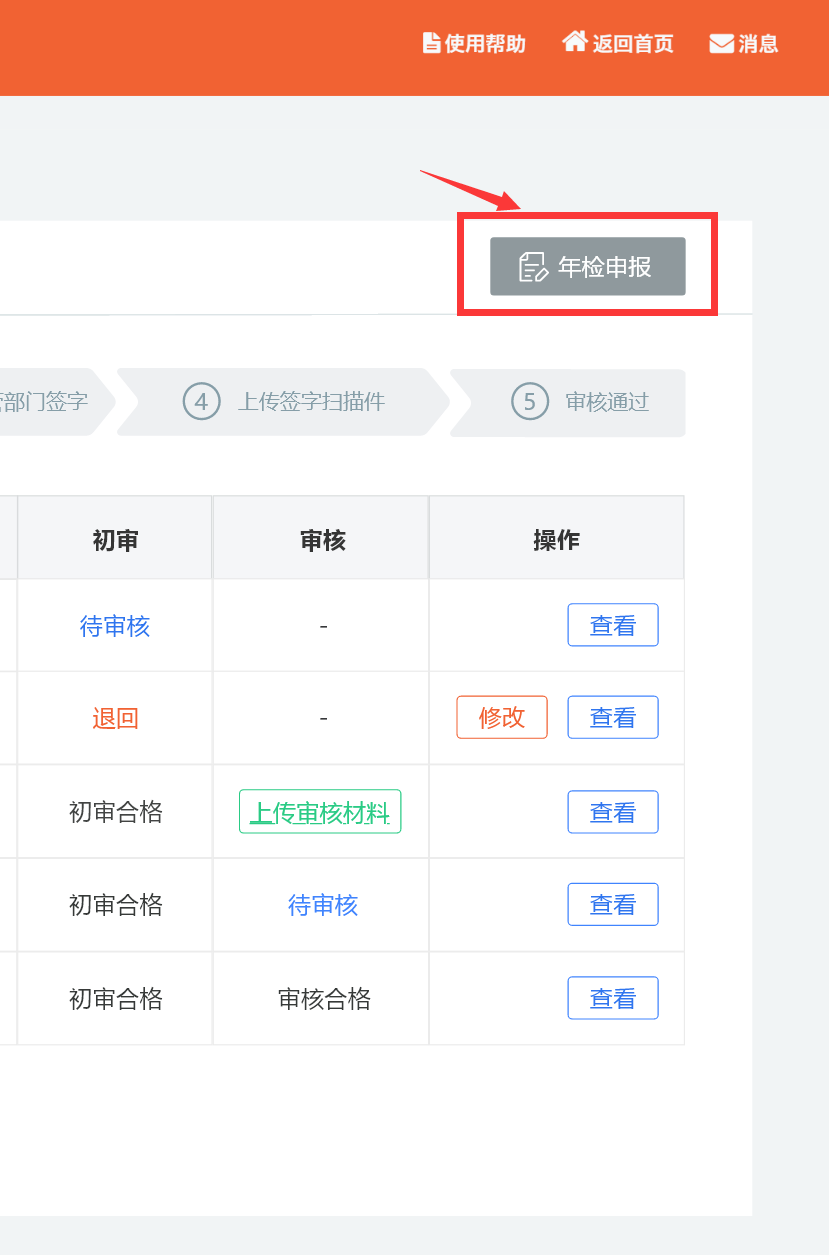 使用帮助 返回首页 消息
年检申报
部门签字 4 上传签字扫描件 5 审核通过
初审 审核 操作
待审核 - 查看
退回 - 修改 查看
初审合格 上传审核材料 查看
初审合格 待审核 查看
初审合格 审核合格 查看